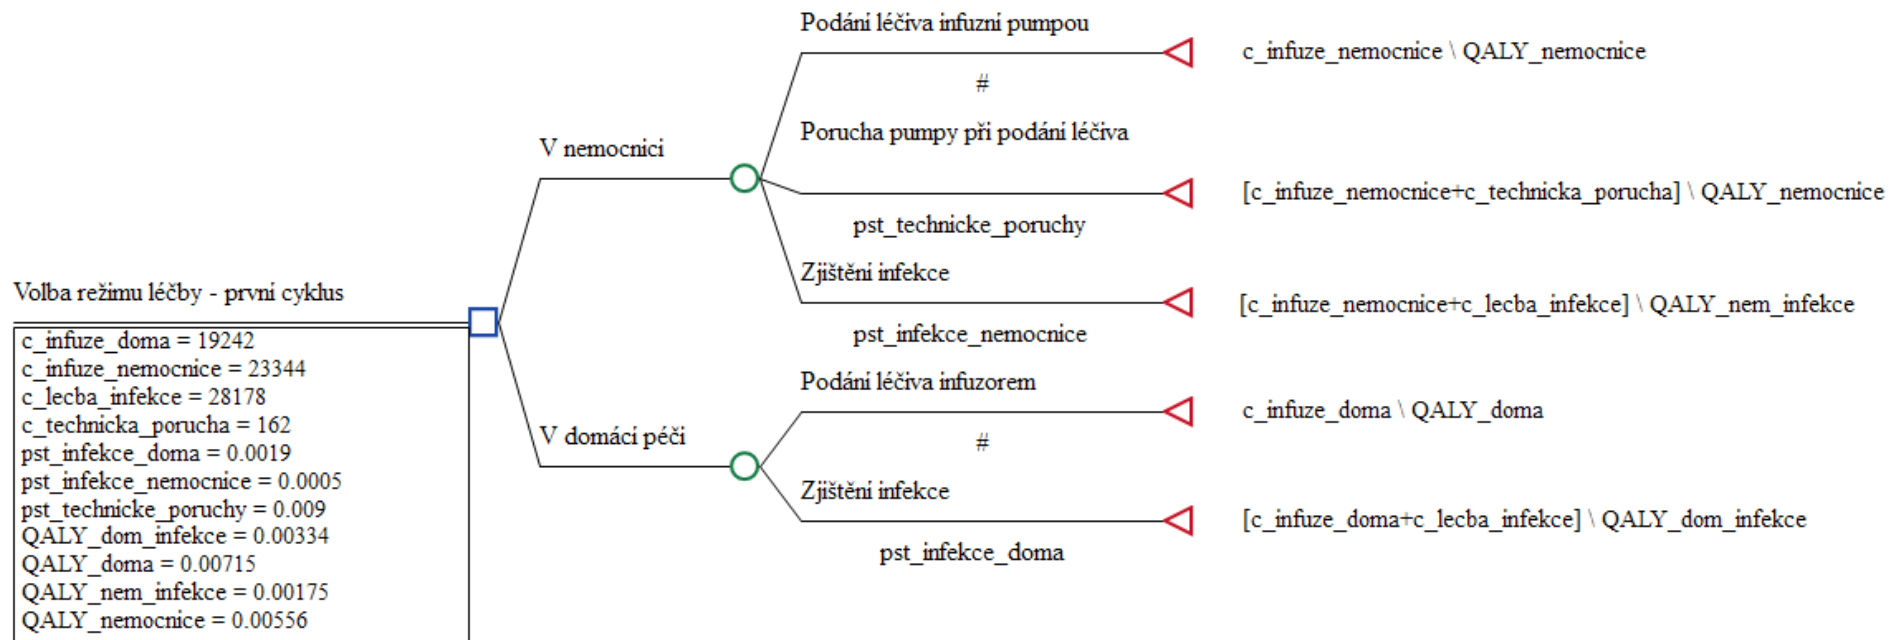 Podání léčiva infuzní pumpou
c_infuze_nemocnice \ QALY_nemocnice
#
Porucha pumpy při podání léčiva
V nemocnici
[c_infuze_nemocnice+c_technicka_porucha] \ QALY_nemocnice
pst_technicke_poruchy
Zjištění infekce
[c_infuze_nemocnice+c_lecba_infekce] \ QALY_nem_infekce
pst_infekce_nemocnice
Volba režimu léčby - první cyklus
c_infuze_doma = 19242
c_infuze_nemocnice = 23344
c_lecba_infekce = 28178
c_technicka_porucha = 162
pst_infekce_doma = 0.0019
pst_infekce_nemocnice = 0.0005
pst_technicke_poruchy = 0.009
QALY_dom_infekce = 0.00334
QALY_doma = 0.00715
QALY_nem_infekce = 0.00175
QALY_nemocnice = 0.00556
Podání léčiva infuzorem
c_infuze_doma \ QALY_doma
#
V domácí péči
Zjištění infekce
[c_infuze_doma+c_lecba_infekce] \ QALY_dom_infekce
pst_infekce_doma